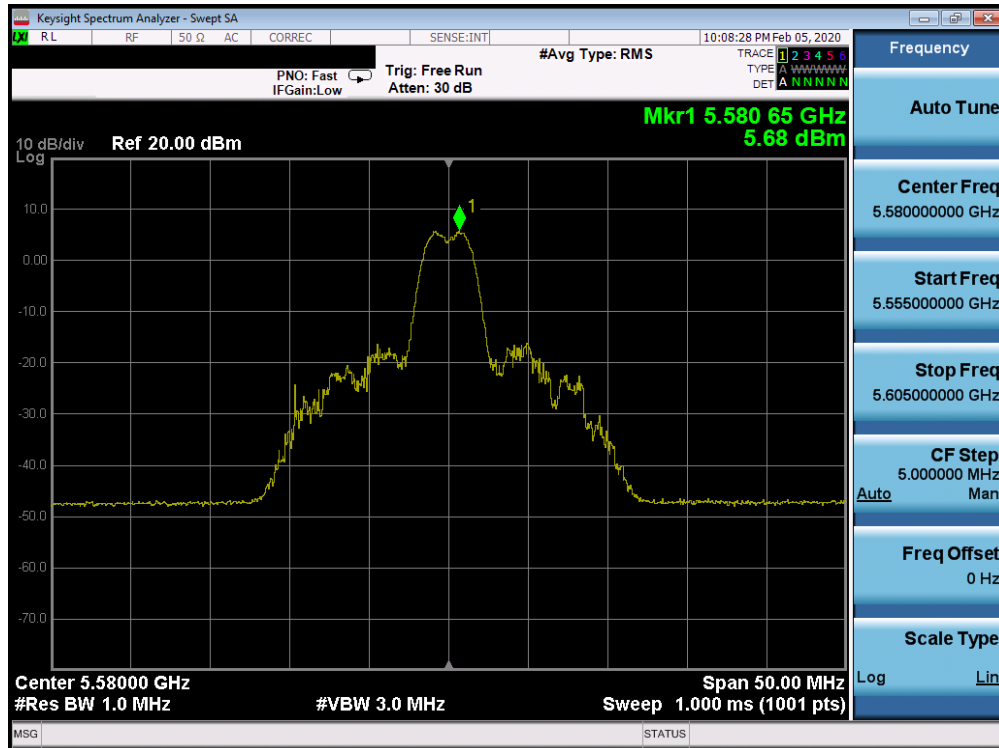 Keysight Spectrum Analyzer - Swept SA
LXI RL RF 50 Ω AC CORREC SENSE:INT 10:08:28 PM Feb 05, 2020
#Avg Type: RMS
TRACE 1 2 3 4 5 6
TYPE A WWWWW
DET A N N N N N
PNO: Fast
IFGain:Low
Trig: Free Run
Atten: 30 dB
Mkr1 5.580 65 GHz
5.68 dBm
10 dB/div
Log
Ref 20.00 dBm
1
10.0
0.00
-10.0
-20.0
-30.0
-40.0
-50.0
-60.0
-70.0
Center 5.58000 GHz
#Res BW 1.0 MHz
#VBW 3.0 MHz
Span 50.00 MHz
Sweep 1.000 ms (1001 pts)
MSG
STATUS
Frequency
Auto Tune
Center Freq
5.580000000 GHz
Start Freq
5.555000000 GHz
Stop Freq
5.605000000 GHz
CF Step
5.000000 MHz
Auto Man
Freq Offset
0 Hz
Scale Type
Log Lin